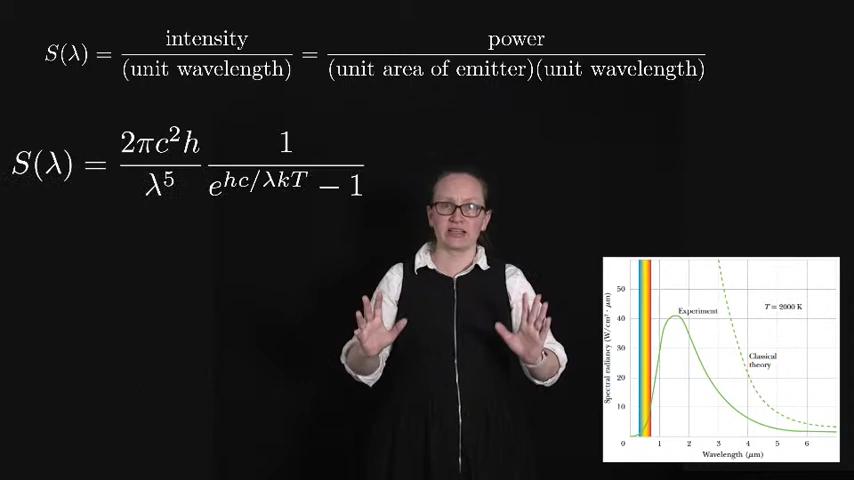 S(λ) = intensity / (unit wavelength) = power / (unit area of emitter)(unit wavelength)
S(λ) = 2πc²h / λ⁵ 1 / e^{hc/λkT} − 1
50
T = 2000 K
Experiment
40
30
Classical
theory
20
10
0 1 2 3 4 5 6
Wavelength (μm)
Spectral radiancy (W/cm² · μm)